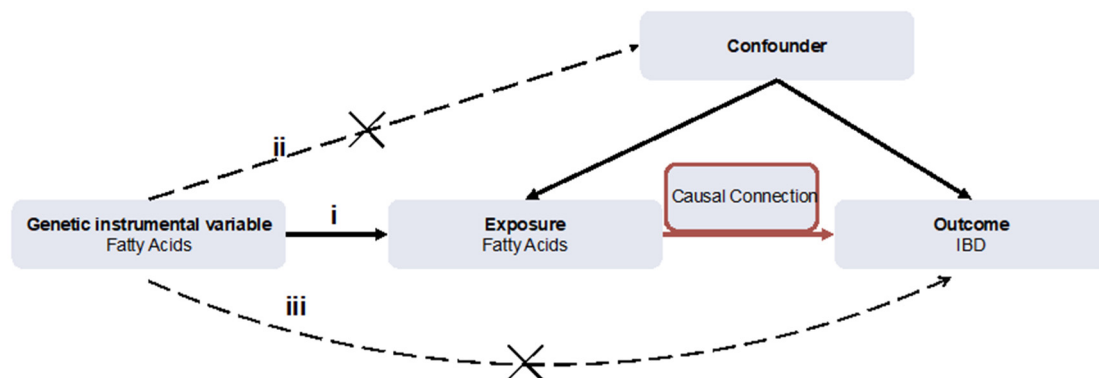 Confounder
ii
Genetic instrumental variable
Fatty Acids
i
Exposure
Fatty Acids
Causal Connection
Outcome
IBD
iii